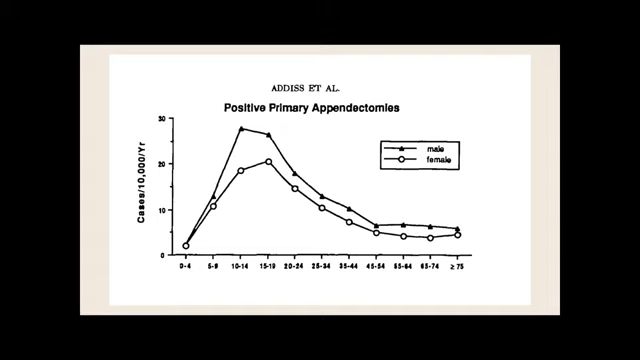 ADDISS ET AL.
Positive Primary Appendectomies
30
20
10
0
Cases/10,000/Yr
male
female
0-4 5-9 10-14 15-19 20-24 25-34 35-44 45-54 55-64 65-74 ≥ 75